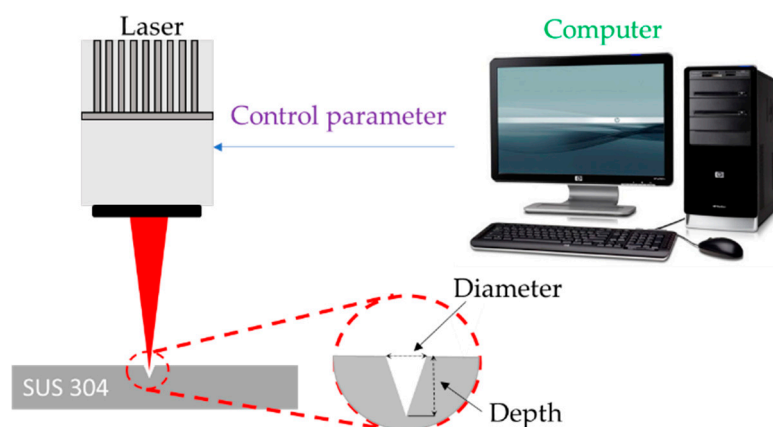 Laser
Computer
Control parameter
Diameter
SUS 304
Depth